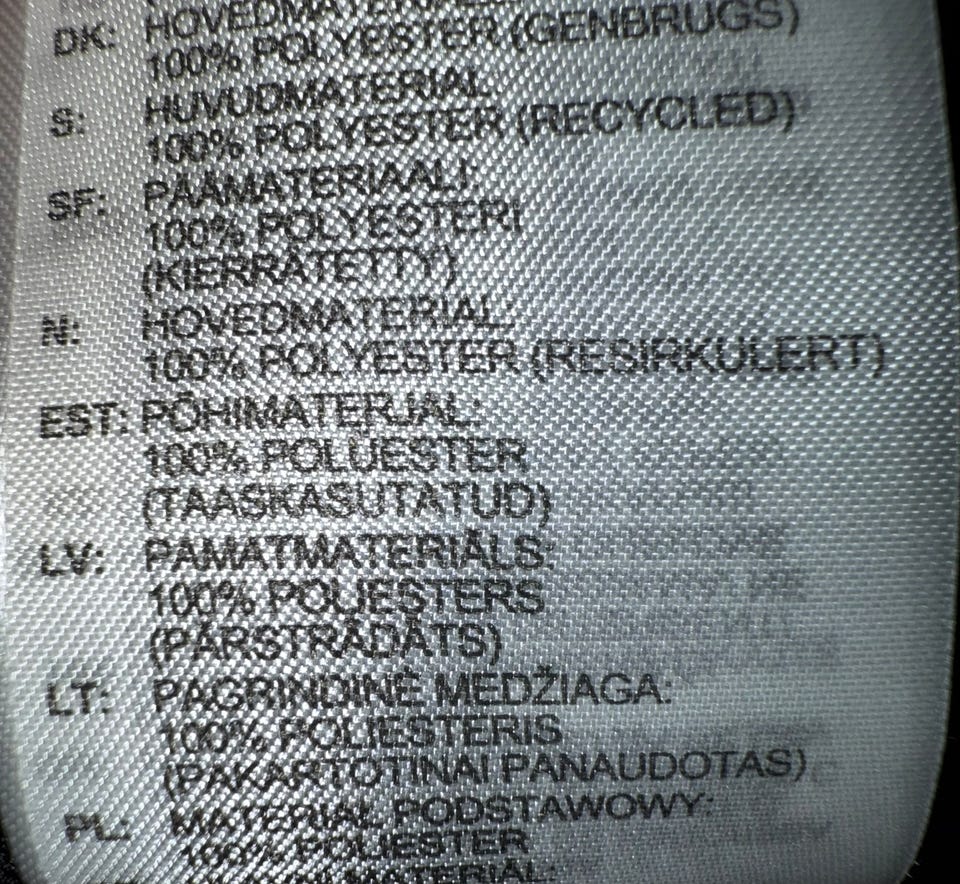 DK: HOVEDMATERIALE:
100% POLYESTER (GENBRUGS)
S: HUVUDMATERIAL:
100% POLYESTER (RECYCLED)
SF: PÄÄMATERIAALI:
100% POLYESTERI
(KIERRÄTETTY)
N: HOVEDMATERIAL:
100% POLYESTER (RESIRKULERT)
EST: PÕHIMATERJAL:
100% POLÜESTER
(TAASKASUTATUD)
LV: PAMATMATERIĀLS:
100% POLIESTERS
(PĀRSTRĀDĀTS)
LT: PAGRINDINĖ MEDŽIAGA:
100% POLIESTERIS
(PAKARTOTINAI PANAUDOTAS)
PL: MATERIAŁ PODSTAWOWY:
100% POLIESTER
MATERIAL: